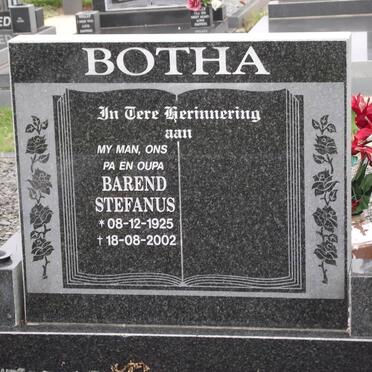 BOTHA
In Tere Herinnering
aan
MY MAN, ONS
PA EN OUPA
BAREND
STEFANUS
* 08-12-1925
† 18-08-2002